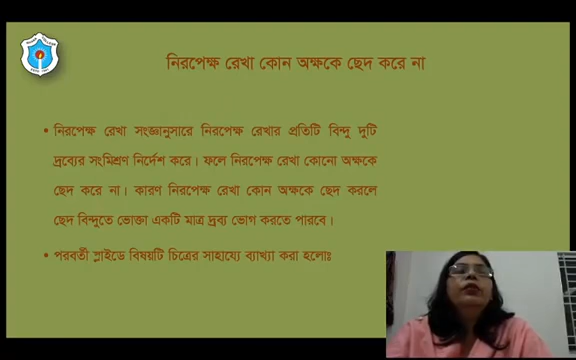 নিরপেক্ষ রেখা কোন অক্ষকে ছেদ করে না
▪ নিরপেক্ষ রেখা সংজ্ঞানুসারে নিরপেক্ষ রেখার প্রতিটি বিন্দু দুটি
দ্রব্যের সংমিশ্রণ নির্দেশ করে। ফলে নিরপেক্ষ রেখা কোনো অক্ষকে
ছেদ করে না। কারণ নিরপেক্ষ রেখা কোন অক্ষকে ছেদ করলে
ছেদ বিন্দুতে ভোক্তা একটি মাত্র দ্রব্য ভোগ করতে পারবে।
▪ পরবর্তী স্লাইডে বিষয়টি চিত্রের সাহায্যে ব্যাখ্যা করা হলোঃ